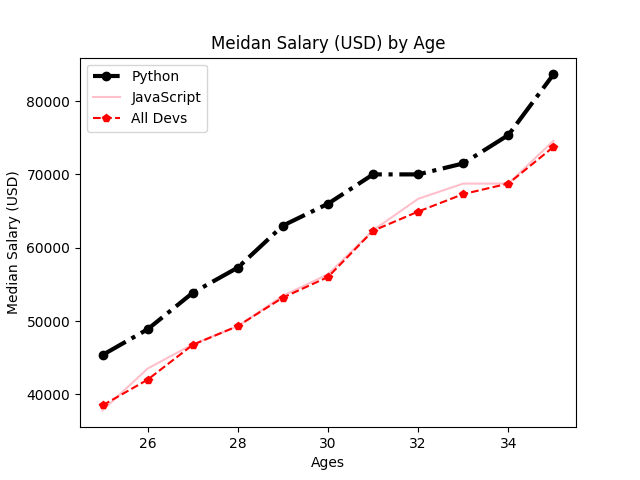 Meidan Salary (USD) by Age
Python
JavaScript
All Devs
Median Salary (USD)
80000
70000
60000
50000
40000
26 28 30 32 34
Ages